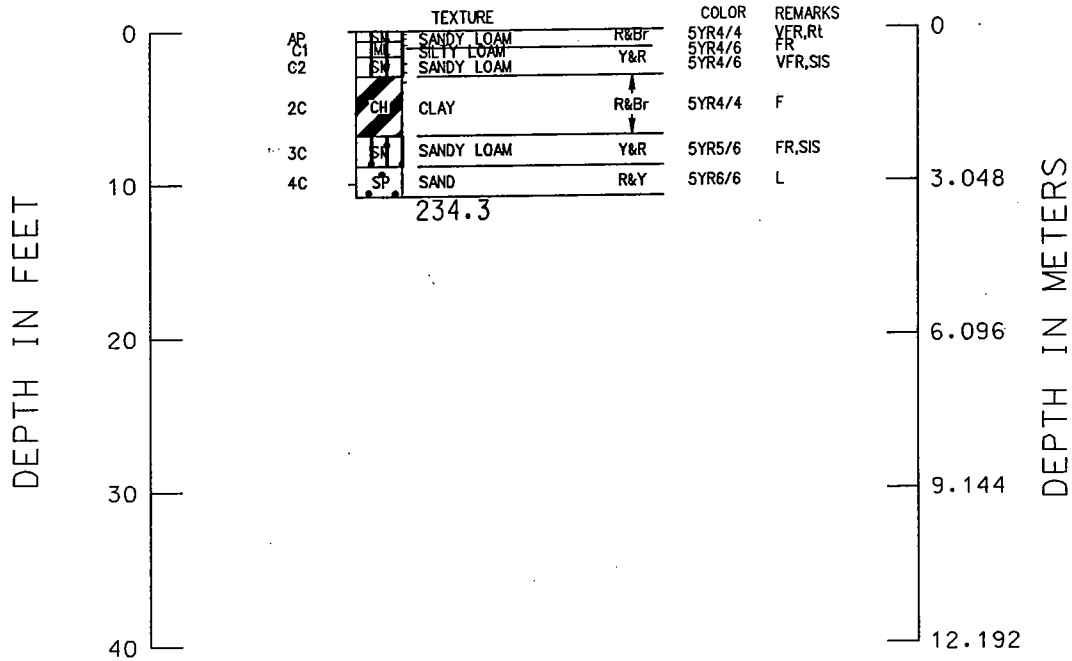 TEXTURE COLOR REMARKS
0 AP SM SANDY LOAM R&Br 5YR4/4 VFR,Rt 0
C1 ML SILTY LOAM Y&R 5YR4/6 FR
C2 SM SANDY LOAM 5YR4/6 VFR,SIS
2C CH CLAY R&Br 5YR4/4 F
3C SM SANDY LOAM Y&R 5YR5/6 FR,SIS
10 4C SP SAND R&Y 5YR6/6 L 3.048
234.3
20 6.096
30 9.144
40 12.192
DEPTH IN FEET
DEPTH IN METERS